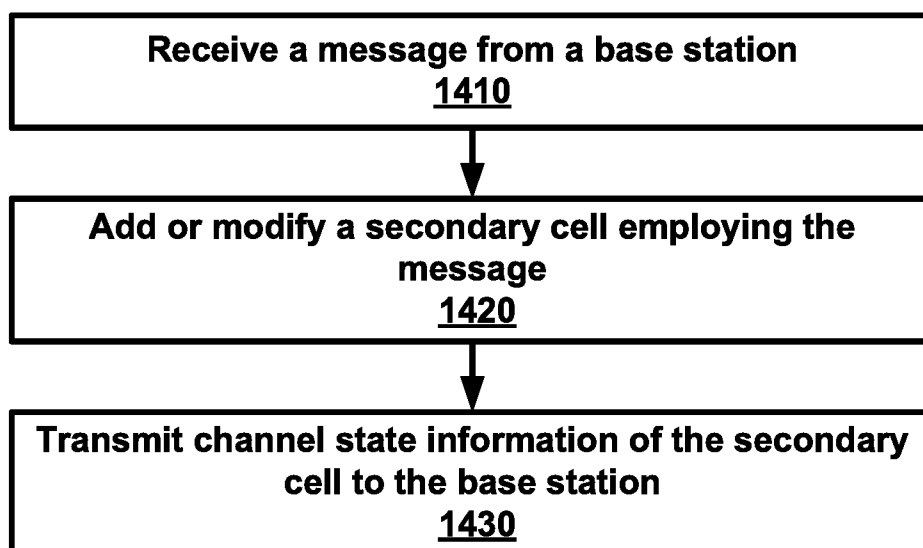 Receive a message from a base station
1410
Add or modify a secondary cell employing the
message
1420
Transmit channel state information of the secondary
cell to the base station
1430